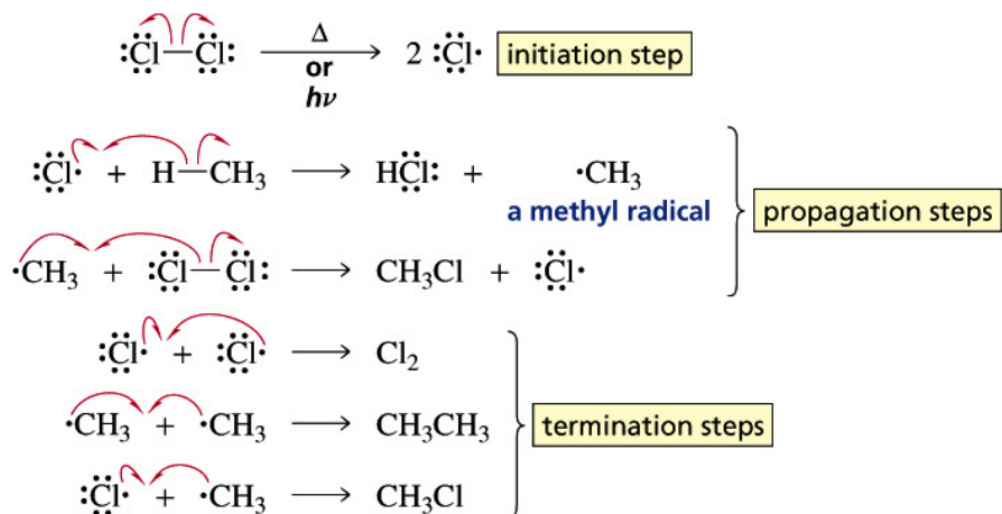 :Cl—Cl: Δ or hν 2 :Cl· initiation step
:Cl· + H—CH₃ → HCl: + ·CH₃
a methyl radical
propagation steps
·CH₃ + :Cl—Cl: → CH₃Cl + :Cl·
:Cl· + :Cl· → Cl₂
·CH₃ + ·CH₃ → CH₃CH₃
termination steps
:Cl· + ·CH₃ → CH₃Cl